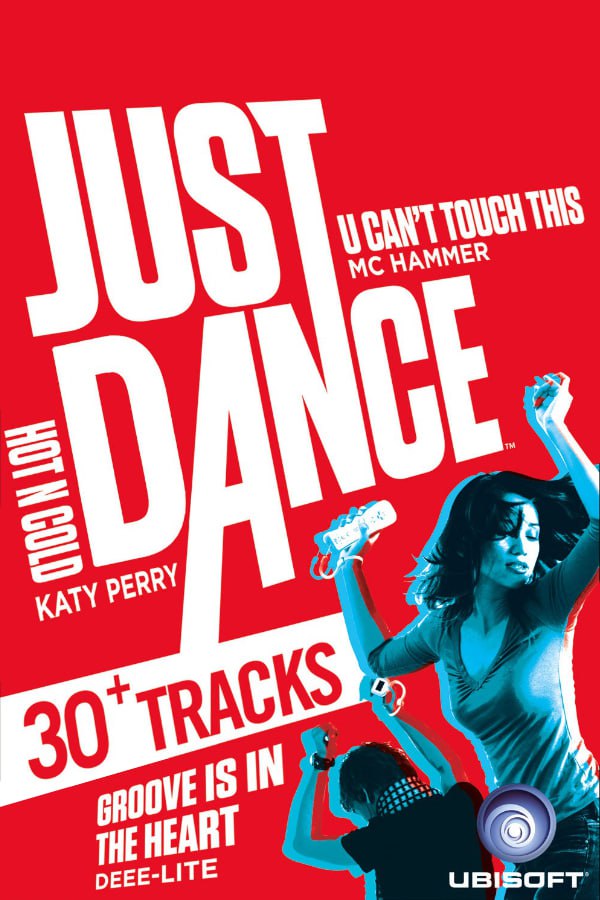 JUST
DANCE™
U CAN'T TOUCH THIS
MC HAMMER
HOT N COLD
KATY PERRY
30+ TRACKS
GROOVE IS IN
THE HEART
DEEE-LITE
UBISOFT®